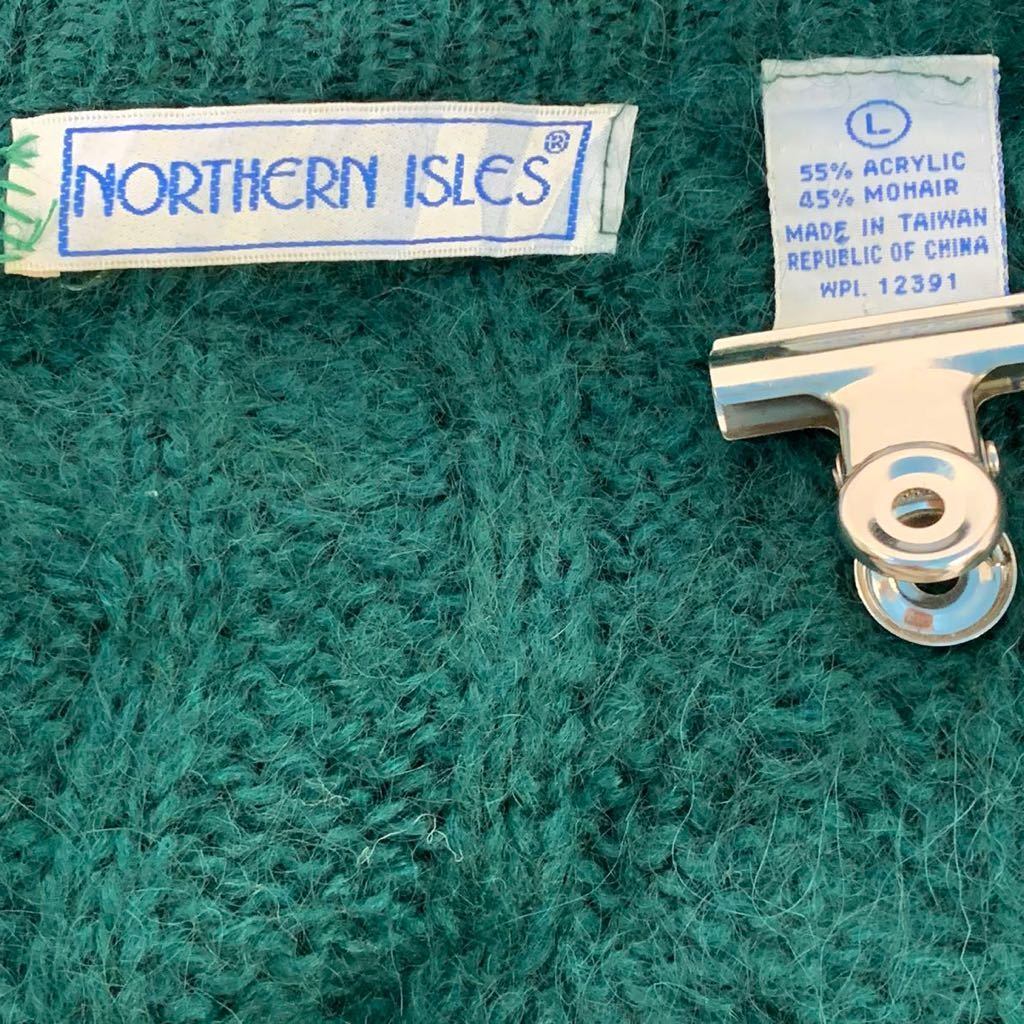 NORTHERN ISLES®
L
55% ACRYLIC
45% MOHAIR
MADE IN TAIWAN
REPUBLIC OF CHINA
WPL 12391